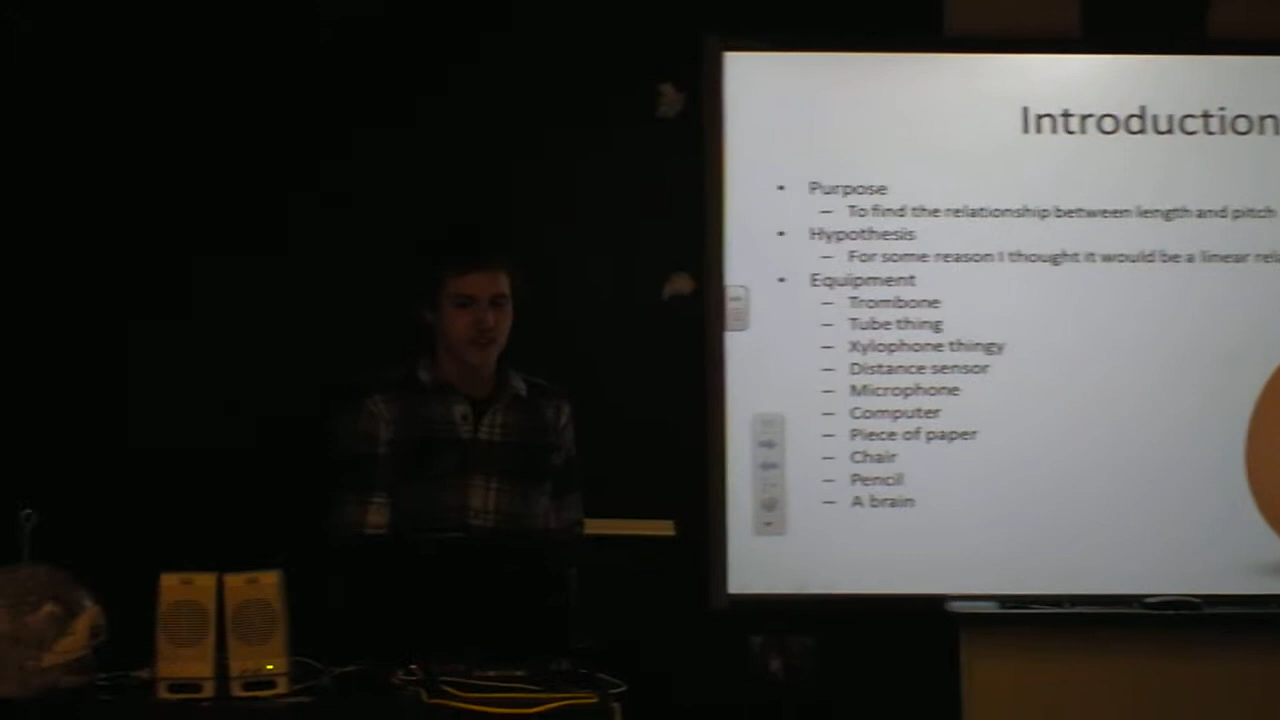 Introduction
• Purpose
– To find the relationship between length and pitch
• Hypothesis
– For some reason I thought it would be a linear
• Equipment
– Trombone
– Tube thing
– Xylophone thingy
– Distance sensor
– Microphone
– Computer
– Piece of paper
– Chair
– Pencil
– A brain